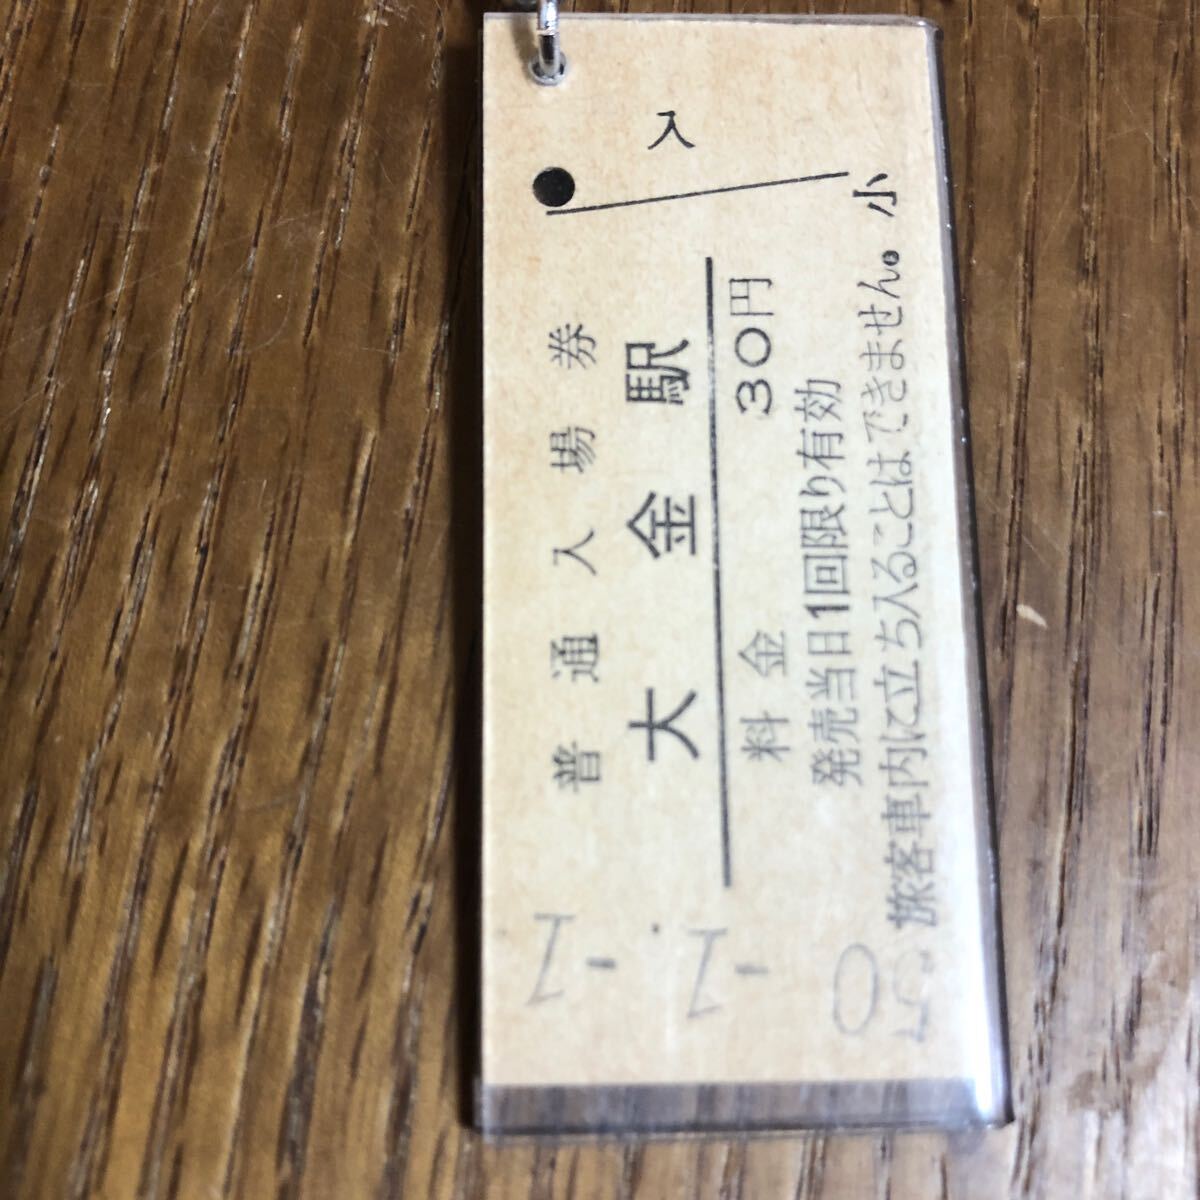 普通入場券
大金駅
料金 30円
発売当日1回限り有効
旅客車内に立ち入ることはできません。
入
小